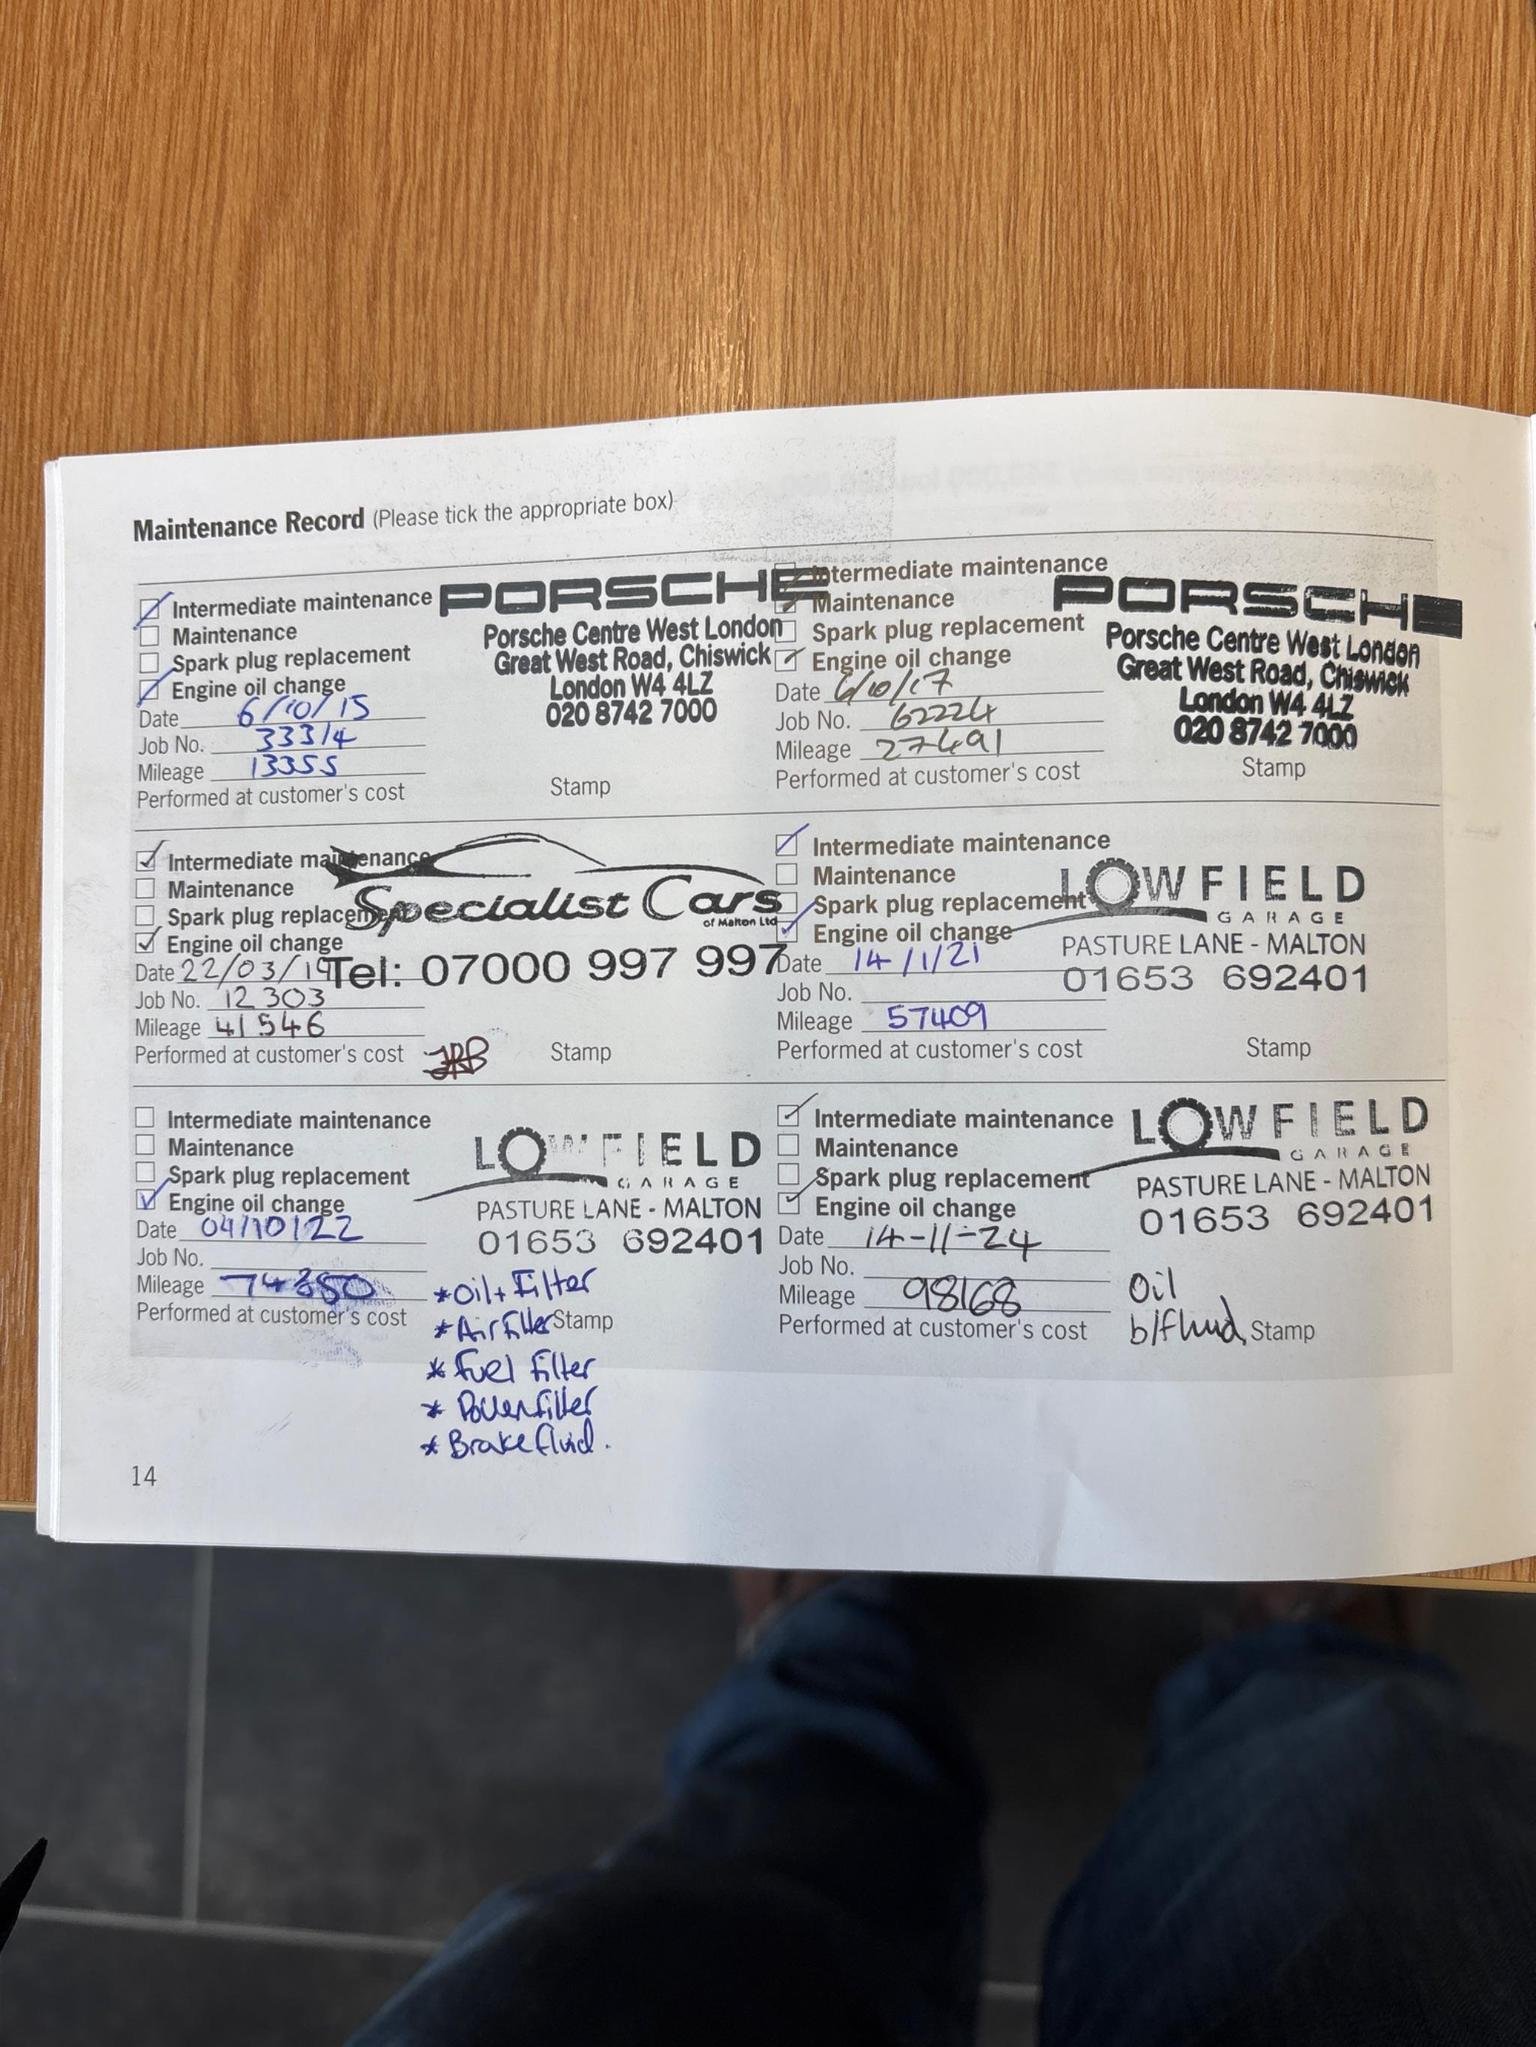 Maintenance Record (Please tick the appropriate box)
Intermediate maintenance
Maintenance
Spark plug replacement
Engine oil change
Date 6/10/15
Job No. 33314
Mileage 13355
Performed at customer's cost
PORSCHE
Porsche Centre West London
Great West Road, Chiswick
London W4 4LZ
020 8742 7000
Stamp
Intermediate maintenance
Maintenance
Spark plug replacement
Engine oil change
Date 6/10/17
Job No. 62224
Mileage 27491
Performed at customer's cost
PORSCHE
Porsche Centre West London
Great West Road, Chiswick
London W4 4LZ
020 8742 7000
Stamp
Intermediate maintenance
Maintenance
Spark plug replacement
Engine oil change
Date 22/03/19
Job No. 12303
Mileage 41546
Performed at customer's cost
Specialist Cars
of Malton Ltd
Tel: 07000 997 997
JRB
Stamp
Intermediate maintenance
Maintenance
Spark plug replacement
Engine oil change
Date 14/1/21
Job No.
Mileage 57409
Performed at customer's cost
LOWFIELD
GARAGE
PASTURE LANE - MALTON
01653 692401
Stamp
Intermediate maintenance
Maintenance
Spark plug replacement
Engine oil change
Date 04/10/22
Job No.
Mileage 74350
Performed at customer's cost
LOWFIELD
GARAGE
PASTURE LANE - MALTON
01653 692401
* Oil + Filter
* Air Filter
Stamp
* Fuel Filter
* Pollen filter
* Brake fluid.
Intermediate maintenance
Maintenance
Spark plug replacement
Engine oil change
Date 14-11-24
Job No.
Mileage 98168
Performed at customer's cost
LOWFIELD
GARAGE
PASTURE LANE - MALTON
01653 692401
Oil
b/fluid,
Stamp
14